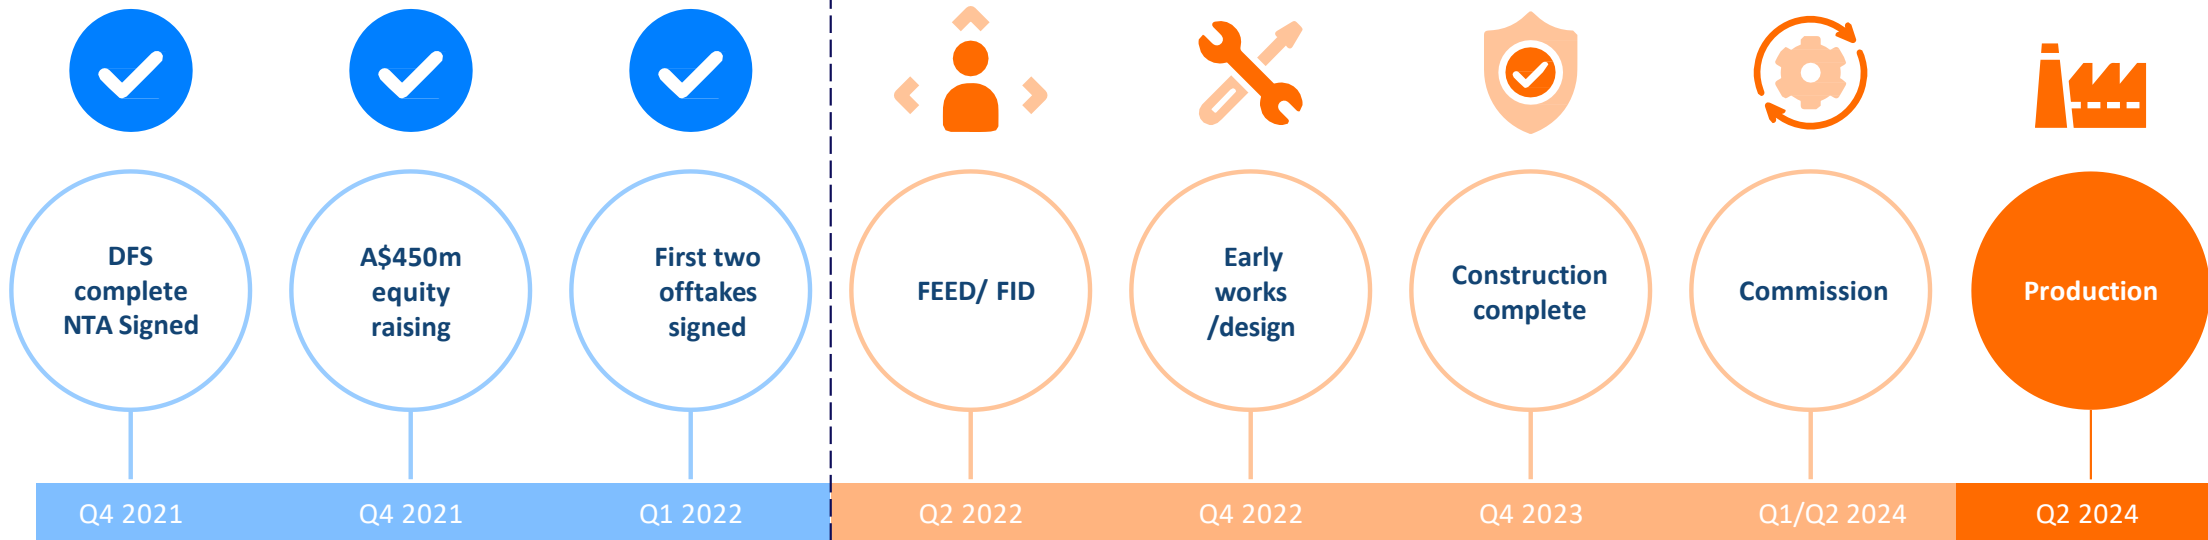 DFS
complete
NTA Signed
A$450m
equity
raising
First two
offtakes
signed
FEED/ FID
Early
works
/design
Construction
complete
Commission
Production
Q4 2021
Q4 2021
Q1 2022
Q2 2022
Q4 2022
Q4 2023
Q1/Q2 2024
Q2 2024